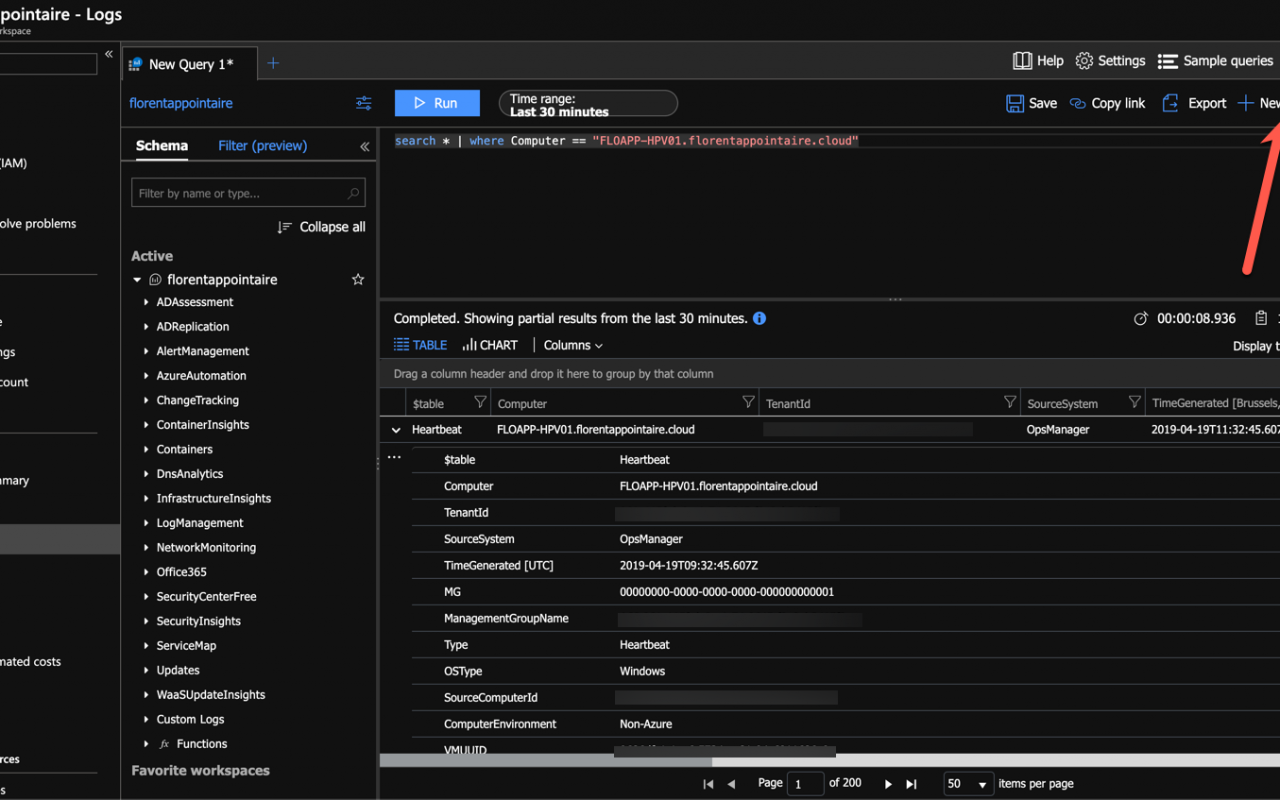 pointaire - Logs
rkspace
New Query 1*
Help
Settings
Sample queries
florentappointaire
Run
Time range:
Last 30 minutes
Save
Copy link
Export
New
Schema
Filter (preview)
search * | where Computer == "FLOAPP-HPV01.florentappointaire.cloud"
(IAM)
Filter by name or type...
olve problems
Collapse all
Active
florentappointaire
ADAssessment
ADReplication
AlertManagement
AzureAutomation
ChangeTracking
ContainerInsights
Containers
DnsAnalytics
InfrastructureInsights
LogManagement
NetworkMonitoring
Office365
SecurityCenterFree
SecurityInsights
ServiceMap
Updates
WaaSUpdateInsights
Custom Logs
fx Functions
Favorite workspaces
e
ngs
count
mmary
mated costs
rces
s
Completed. Showing partial results from the last 30 minutes.
00:00:08.936
TABLE
CHART
Columns
Display t
Drag a column header and drop it here to group by that column
$table
Computer
TenantId
SourceSystem
TimeGenerated [Brussels,
Heartbeat
FLOAPP-HPV01.florentappointaire.cloud
OpsManager
2019-04-19T11:32:45.607
$table Heartbeat
Computer FLOAPP-HPV01.florentappointaire.cloud
TenantId
SourceSystem OpsManager
TimeGenerated [UTC] 2019-04-19T09:32:45.607Z
MG 00000000-0000-0000-0000-000000000001
ManagementGroupName
Type Heartbeat
OSType Windows
SourceComputerId
ComputerEnvironment Non-Azure
VMUUID
Page 1 of 200
50 items per page